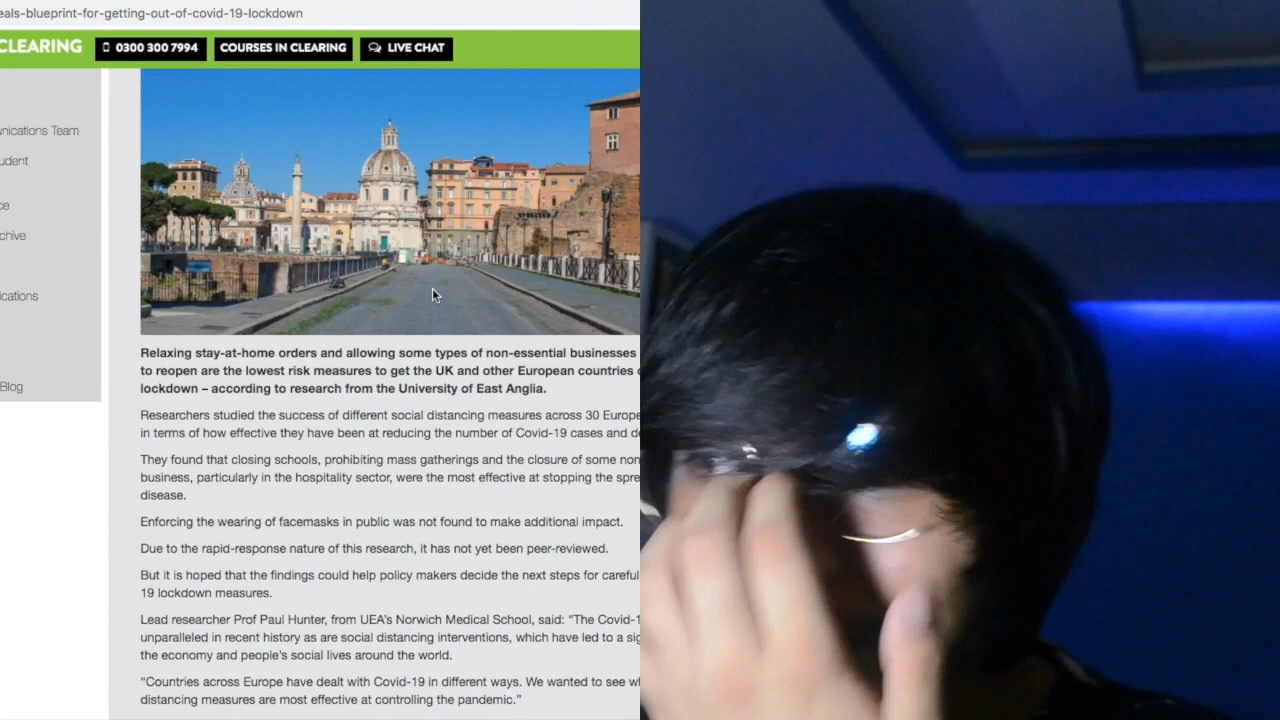 eals-blueprint-for-getting-out-of-covid-19-lockdown
CLEARING
0300 300 7994
COURSES IN CLEARING
LIVE CHAT
nications Team
udent
ce
chive
ications
Blog
Relaxing stay-at-home orders and allowing some types of non-essential businesses
to reopen are the lowest risk measures to get the UK and other European countries
lockdown – according to research from the University of East Anglia.
Researchers studied the success of different social distancing measures across 30 Europe
in terms of how effective they have been at reducing the number of Covid-19 cases and de
They found that closing schools, prohibiting mass gatherings and the closure of some non
business, particularly in the hospitality sector, were the most effective at stopping the spre
disease.
Enforcing the wearing of facemasks in public was not found to make additional impact.
Due to the rapid-response nature of this research, it has not yet been peer-reviewed.
But it is hoped that the findings could help policy makers decide the next steps for careful
19 lockdown measures.
Lead researcher Prof Paul Hunter, from UEA’s Norwich Medical School, said: “The Covid-1
unparalleled in recent history as are social distancing interventions, which have led to a sig
the economy and people’s social lives around the world.
“Countries across Europe have dealt with Covid-19 in different ways. We wanted to see wh
distancing measures are most effective at controlling the pandemic.”